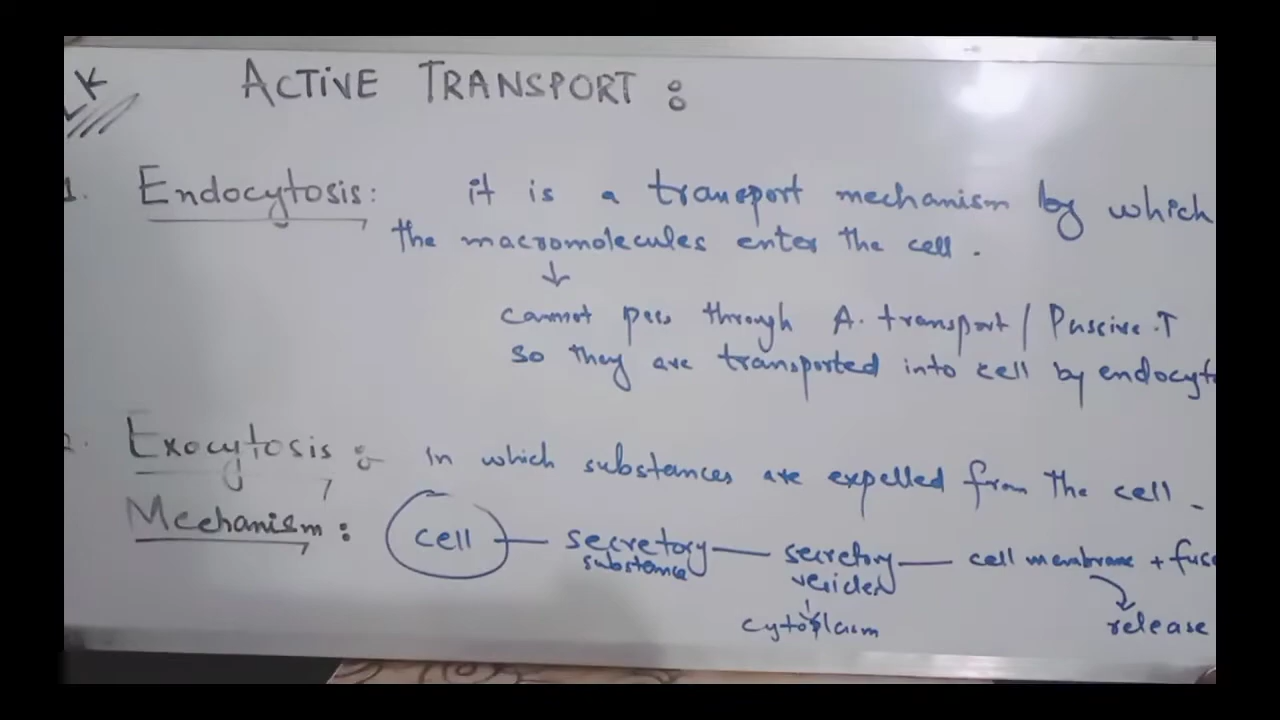 K
ACTIVE TRANSPORT :
1. Endocytosis: it is a transport mechanism by which
the macromolecules enter the cell.
↓
cannot pass through A. transport / Passive.T
so they are transported into cell by endocyto
2. Exocytosis :- in which substances are expelled from the cell.
Mechanism: cell — secretory substance — secretory vesicles — cell membrane + fuse
cytoplasm release